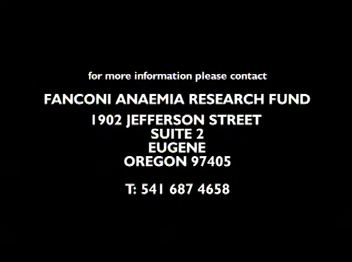 for more information please contact
FANCONI ANAEMIA RESEARCH FUND
1902 JEFFERSON STREET
SUITE 2
EUGENE
OREGON 97405
T: 541 687 4658